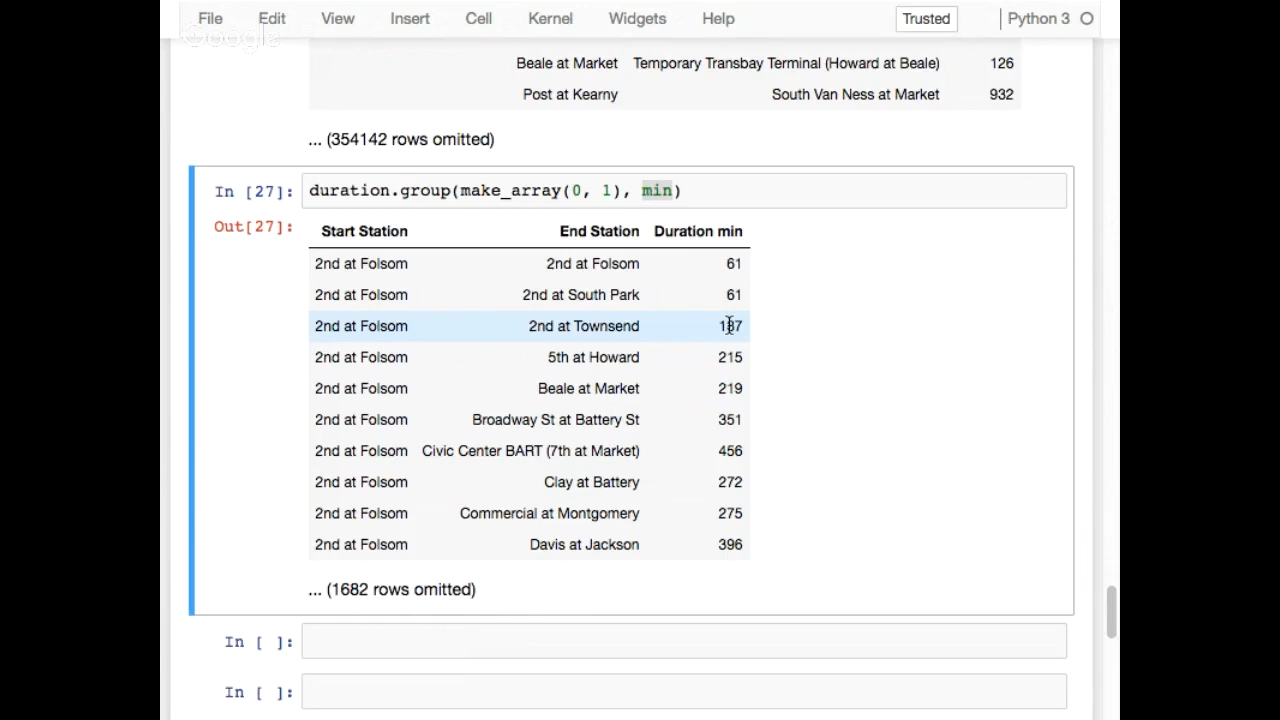 File Edit View Insert Cell Kernel Widgets Help Trusted Python 3
Google
Beale at Market Temporary Transbay Terminal (Howard at Beale) 126
Post at Kearny South Van Ness at Market 932
... (354142 rows omitted)
In [27]: duration.group(make_array(0, 1), min)
Out[27]:
Start Station End Station Duration min
2nd at Folsom 2nd at Folsom 61
2nd at Folsom 2nd at South Park 61
2nd at Folsom 2nd at Townsend
2nd at Folsom 5th at Howard 215
2nd at Folsom Beale at Market 219
2nd at Folsom Broadway St at Battery St 351
2nd at Folsom Civic Center BART (7th at Market) 456
2nd at Folsom Clay at Battery 272
2nd at Folsom Commercial at Montgomery 275
2nd at Folsom Davis at Jackson 396
... (1682 rows omitted)
In [ ]:
In [ ]: